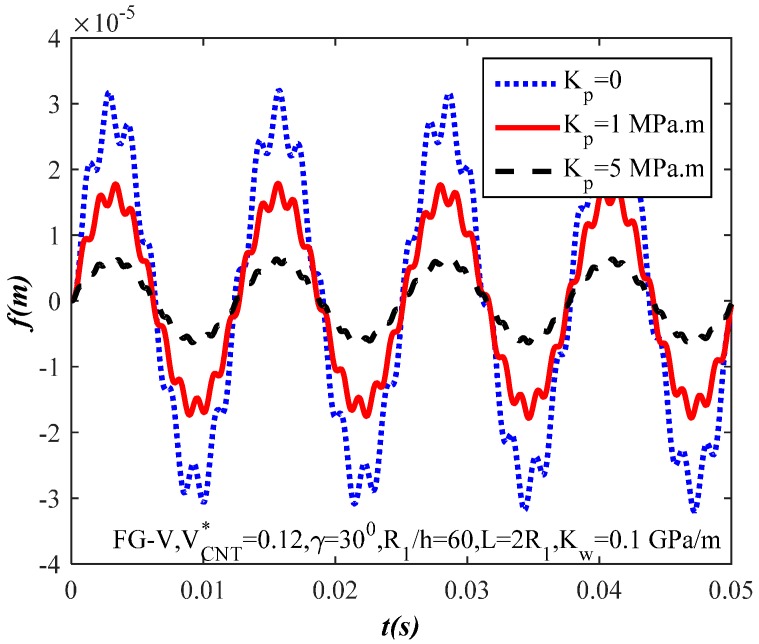 ×10-5
4
3
2
1
0
-1
-2
-3
-4
f(m)
Kp=0
Kp=1 MPa.m
Kp=5 MPa.m
FG-V,V*CNT=0.12,γ=30⁰,R1/h=60,L=2R1,Kw=0.1 GPa/m
0 0.01 0.02 0.03 0.04 0.05
t(s)